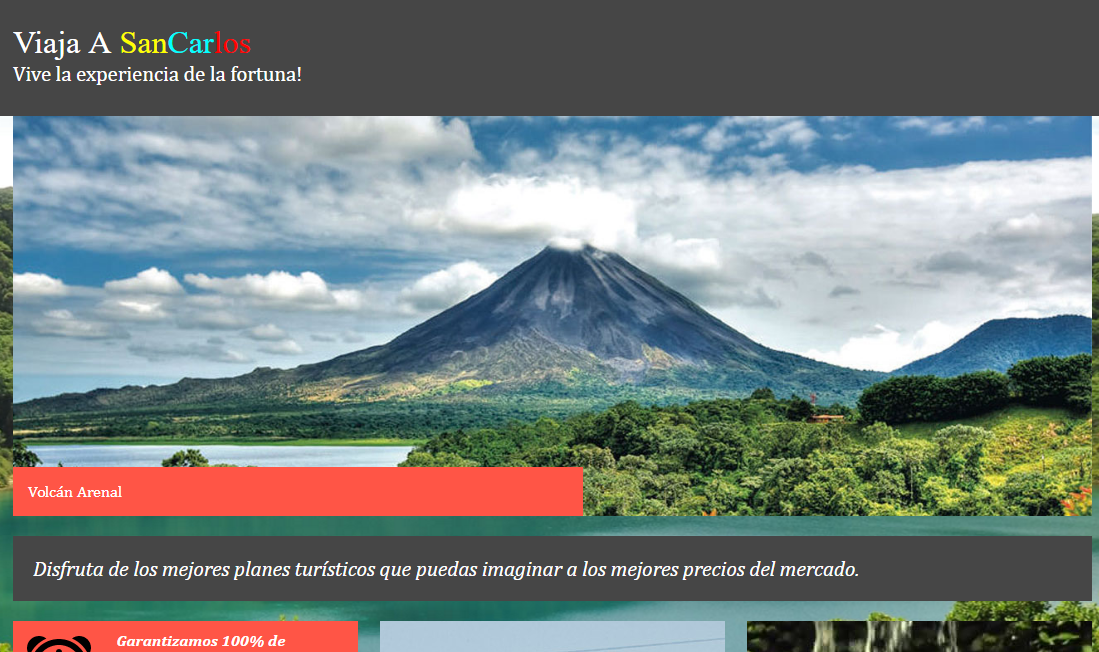 Viaja A SanCarlos
Vive la experiencia de la fortuna!
Volcán Arenal
Disfruta de los mejores planes turísticos que puedas imaginar a los mejores precios del mercado.
Garantizamos 100% de